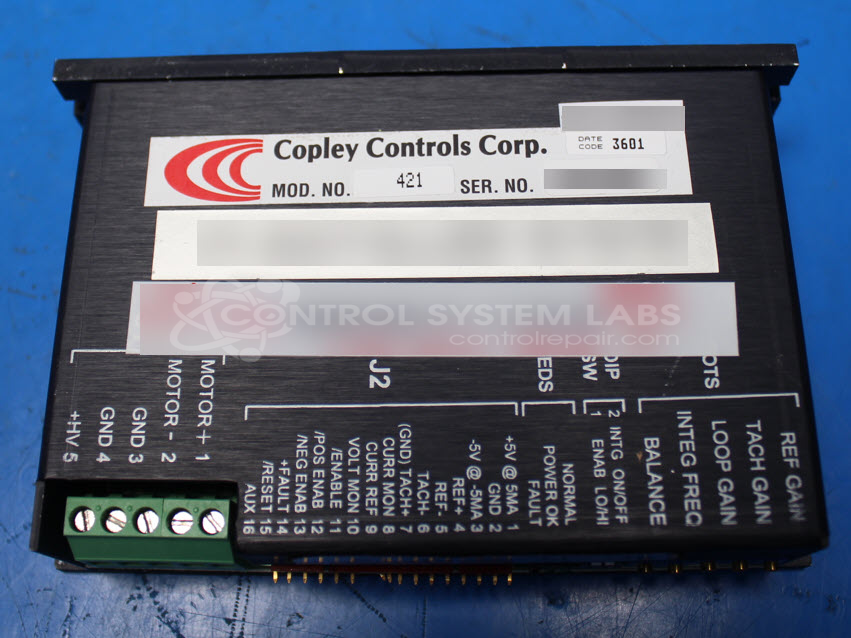 Copley Controls Corp.
DATE
CODE 3601
MOD. NO. 421 SER. NO.
CONTROL SYSTEM LABS
controlrepair.com
MOTOR+ 1
MOTOR- 2
GND 3
GND 4
+HV 5
J2
+5V @ 5MA 1
GND 2
-5V @ -5MA 3
REF+ 4
REF- 5
TACH- 6
(GND) TACH+ 7
CURR MON 8
CURR REF 9
VOLT MON 10
/ENABLE 11
/POS ENAB 12
/NEG ENAB 13
+FAULT 14
/RESET 15
AUX 16
EDS
NORMAL
POWER OK
FAULT
DIP
SW
2 INTG ON/OFF
1 ENAB LO/HI
OTS
REF GAIN
TACH GAIN
LOOP GAIN
INTEG FREQ
BALANCE